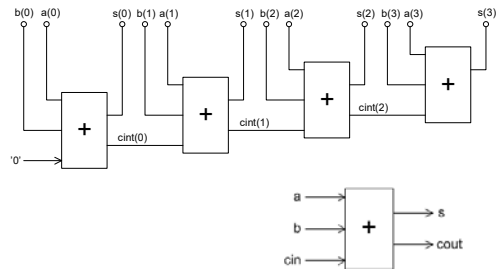 b(0) a(0) s(0) b(1) a(1) s(1) b(2) a(2) s(2) b(3) a(3) s(3)
+ + + +
cint(0) cint(1) cint(2)
'0'
a
b
cin
+
s
cout